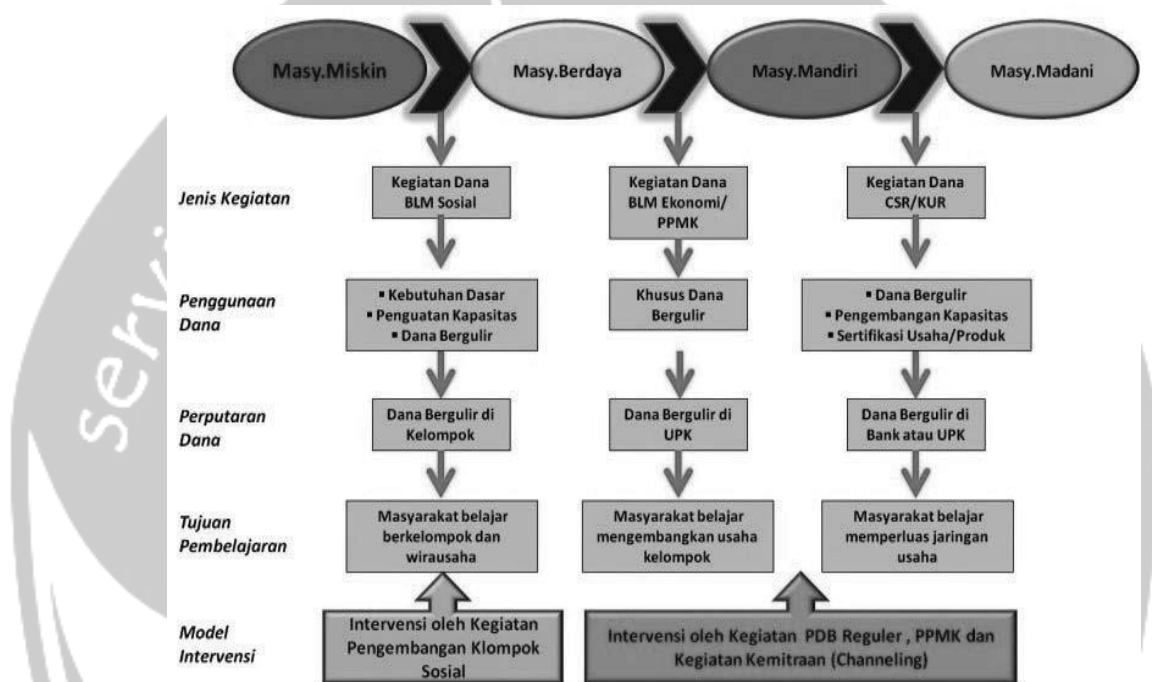 Masy.Miskin
Masy.Berdaya
Masy.Mandiri
Masy.Madani
Jenis Kegiatan
Kegiatan Dana
BLM Sosial
Kegiatan Dana
BLM Ekonomi/
PPMK
Kegiatan Dana
CSR/KUR
Penggunaan
Dana
▪ Kebutuhan Dasar
▪ Penguatan Kapasitas
▪ Dana Bergulir
Khusus Dana
Bergulir
▪ Dana Bergulir
▪ Pengembangan Kapasitas
▪ Sertifikasi Usaha/Produk
Perputaran
Dana
Dana Bergulir di
Kelompok
Dana Bergulir di
UPK
Dana Bergulir di
Bank atau UPK
Tujuan
Pembelajaran
Masyarakat belajar
berkelompok dan
wirausaha
Masyarakat belajar
mengembangkan usaha
kelompok
Masyarakat belajar
memperluas jaringan
usaha
Model
Intervensi
Intervensi oleh Kegiatan
Pengembangan Klompok
Sosial
Intervensi oleh Kegiatan PDB Reguler , PPMK dan
Kegiatan Kemitraan (Channeling)